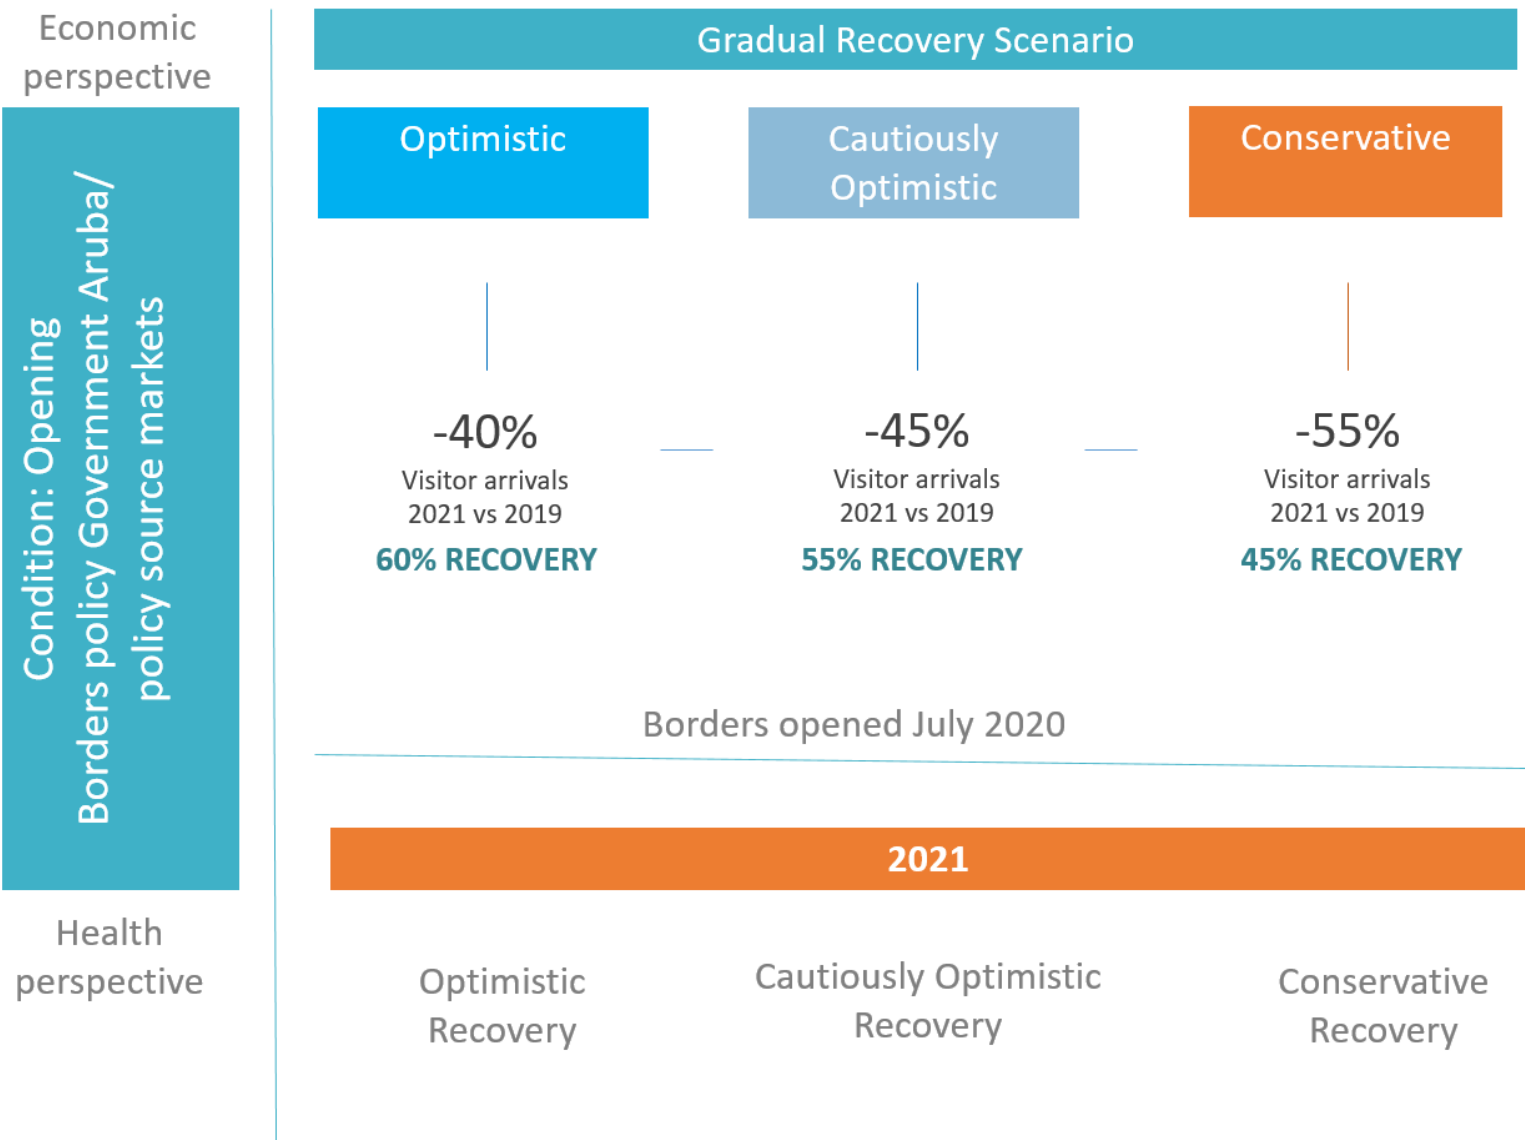 Economic
perspective
Condition: Opening
Borders policy Government Aruba/
policy source markets
Health
perspective
Gradual Recovery Scenario
Optimistic
Cautiously
Optimistic
Conservative
-40%
Visitor arrivals
2021 vs 2019
60% RECOVERY
-45%
Visitor arrivals
2021 vs 2019
55% RECOVERY
-55%
Visitor arrivals
2021 vs 2019
45% RECOVERY
Borders opened July 2020
2021
Optimistic
Recovery
Cautiously Optimistic
Recovery
Conservative
Recovery